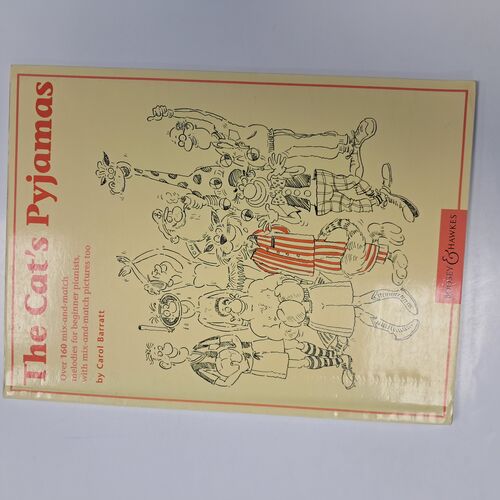 The Cat's Pyjamas
Over 160 mix-and-match
melodies for beginner pianists,
with mix-and-match pictures too
by Carol Barratt
BOOSEY & HAWKES